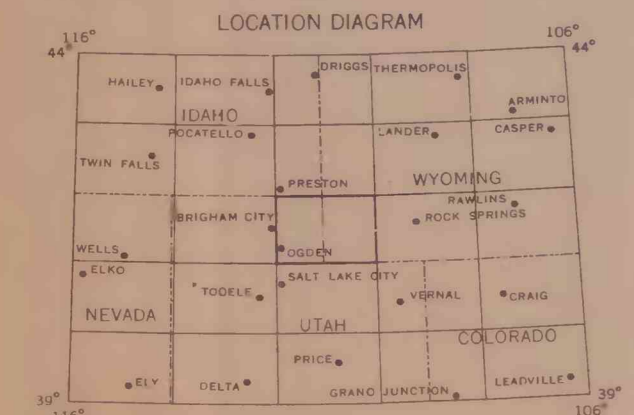 LOCATION DIAGRAM
116° 106°
44° 44°
HAILEY IDAHO FALLS DRIGGS THERMOPOLIS
IDAHO ARMINTO
POCATELLO LANDER CASPER
TWIN FALLS
PRESTON WYOMING
BRIGHAM CITY RAWLINS
ROCK SPRINGS
WELLS OGDEN
ELKO SALT LAKE CITY
TOOELE VERNAL CRAIG
NEVADA UTAH
COLORADO
PRICE
ELY DELTA GRAND JUNCTION LEADVILLE
39° 39°
116° 106°